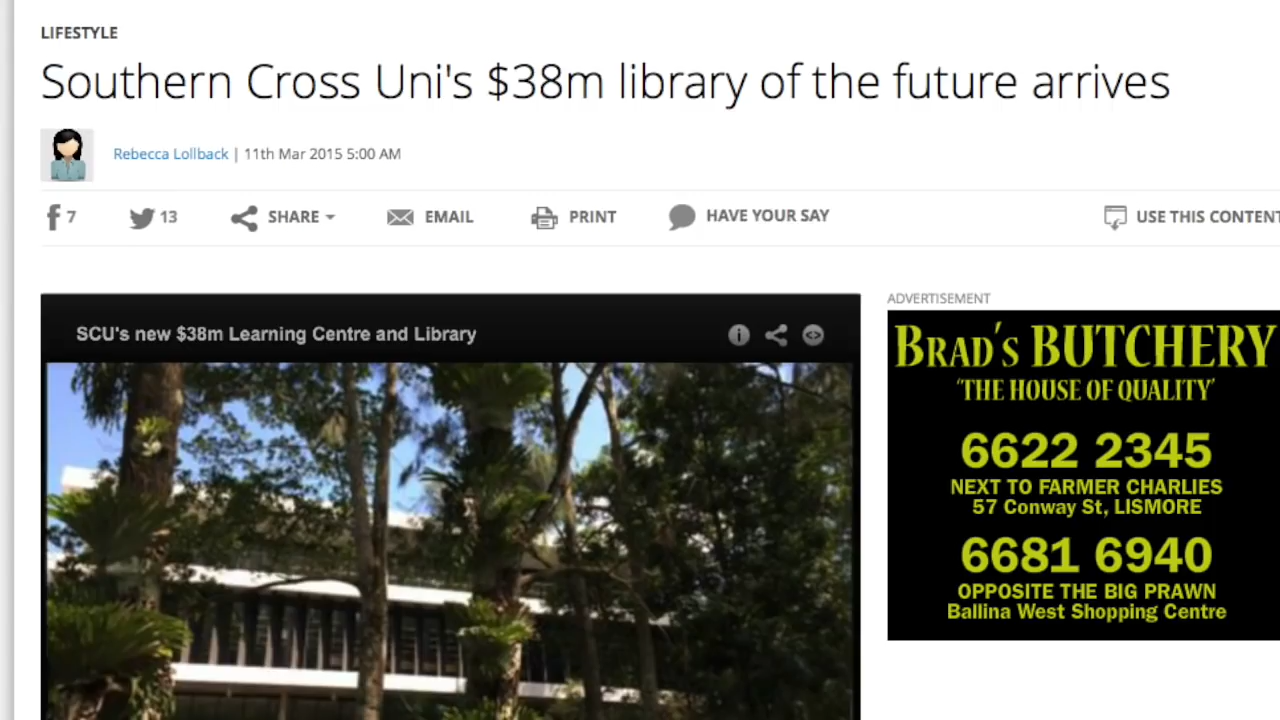 LIFESTYLE
Southern Cross Uni's $38m library of the future arrives
Rebecca Lollback | 11th Mar 2015 5:00 AM
7 13 SHARE EMAIL PRINT HAVE YOUR SAY USE THIS CONTENT
SCU's new $38m Learning Centre and Library
ADVERTISEMENT
BRAD'S BUTCHERY
'THE HOUSE OF QUALITY'
6622 2345
NEXT TO FARMER CHARLIES
57 Conway St, LISMORE
6681 6940
OPPOSITE THE BIG PRAWN
Ballina West Shopping Centre